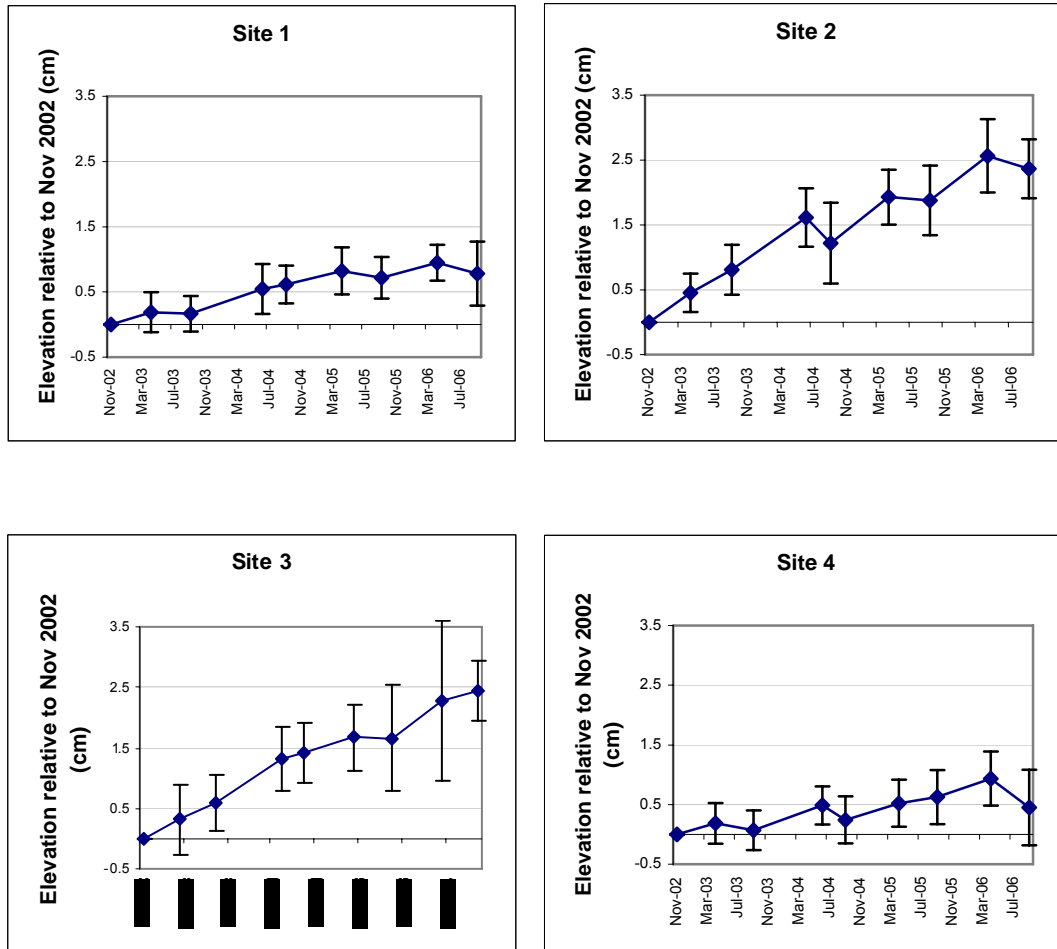 Site 1
Elevation relative to Nov 2002 (cm)
3.5
2.5
1.5
0.5
-0.5
Nov-02
Mar-03
Jul-03
Nov-03
Mar-04
Jul-04
Nov-04
Mar-05
Jul-05
Nov-05
Mar-06
Jul-06
Site 2
Elevation relative to Nov 2002 (cm)
3.5
2.5
1.5
0.5
-0.5
Nov-02
Mar-03
Jul-03
Nov-03
Mar-04
Jul-04
Nov-04
Mar-05
Jul-05
Nov-05
Mar-06
Jul-06
Site 3
Elevation relative to Nov 2002
(cm)
3.5
2.5
1.5
0.5
-0.5
Site 4
Elevation relative to Nov 2002
(cm)
3.5
2.5
1.5
0.5
-0.5
Nov-02
Mar-03
Jul-03
Nov-03
Mar-04
Jul-04
Nov-04
Mar-05
Jul-05
Nov-05
Mar-06
Jul-06